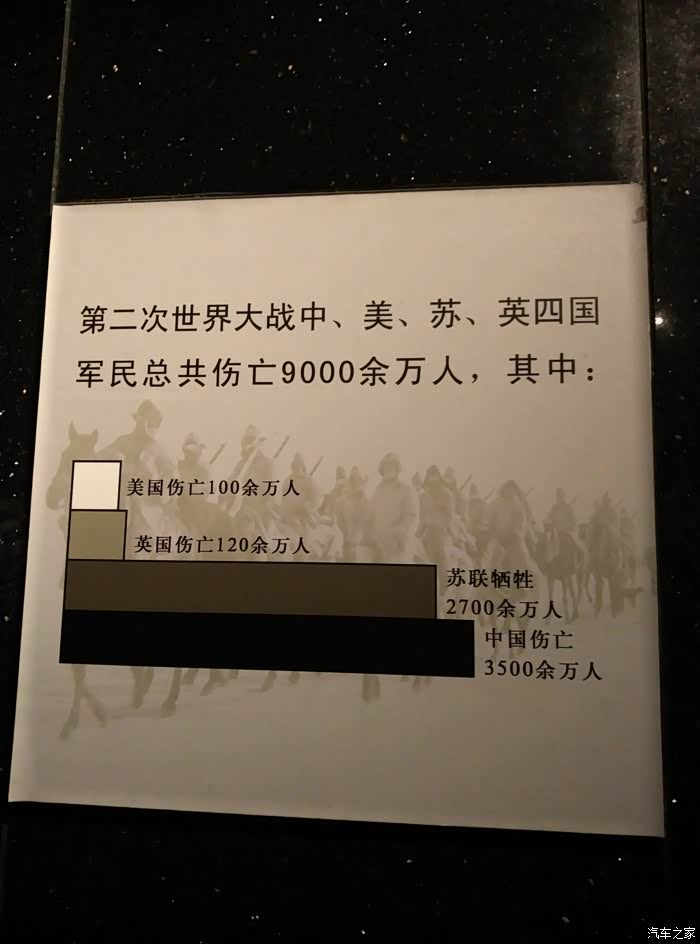 第二次世界大战中、美、苏、英四国
军民总共伤亡9000余万人，其中：
美国伤亡100余万人
英国伤亡120余万人
苏联牺牲
2700余万人
中国伤亡
3500余万人
汽车之家